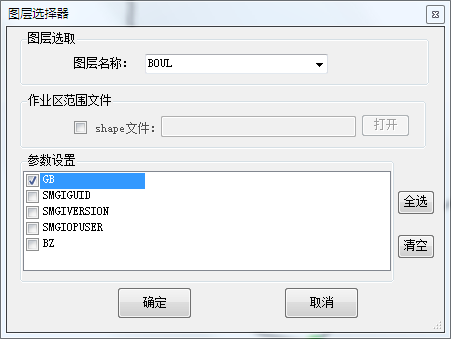 图层选择器
图层选取
图层名称： BOUL
作业区范围文件
shape文件： 打开
参数设置
GB
SMGIGUID
SMGIVERSION
SMGIOPUSER
BZ
全选
清空
确定 取消